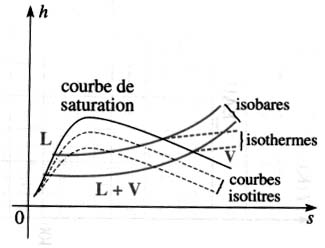 h
courbe de
saturation
isobares
L
isothermes
V
L + V
courbes
isotitres
0
s